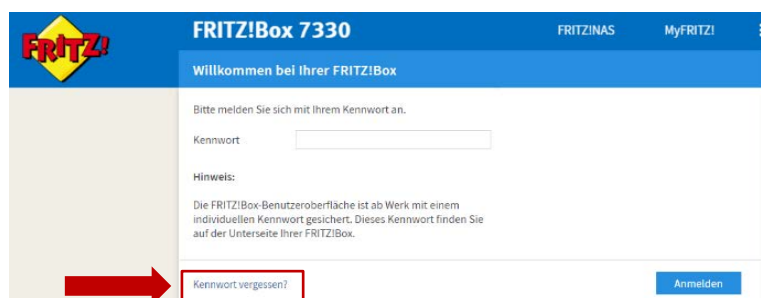 FRITZ!
FRITZ!Box 7330
FRITZ!NAS
MyFRITZ!
Willkommen bei Ihrer FRITZ!Box
Bitte melden Sie sich mit Ihrem Kennwort an.
Kennwort
Hinweis:
Die FRITZ!Box-Benutzeroberfläche ist ab Werk mit einem
individuellen Kennwort gesichert. Dieses Kennwort finden Sie
auf der Unterseite Ihrer FRITZ!Box.
Kennwort vergessen?
Anmelden